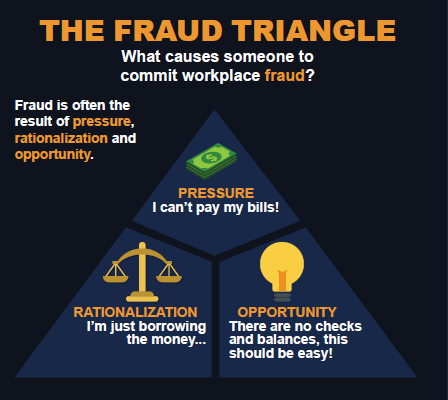 THE FRAUD TRIANGLE
What causes someone to
commit workplace fraud?
Fraud is often the
result of pressure,
rationalization and
opportunity.
PRESSURE
I can't pay my bills!
RATIONALIZATION
I'm just borrowing
the money...
OPPORTUNITY
There are no checks
and balances, this
should be easy!